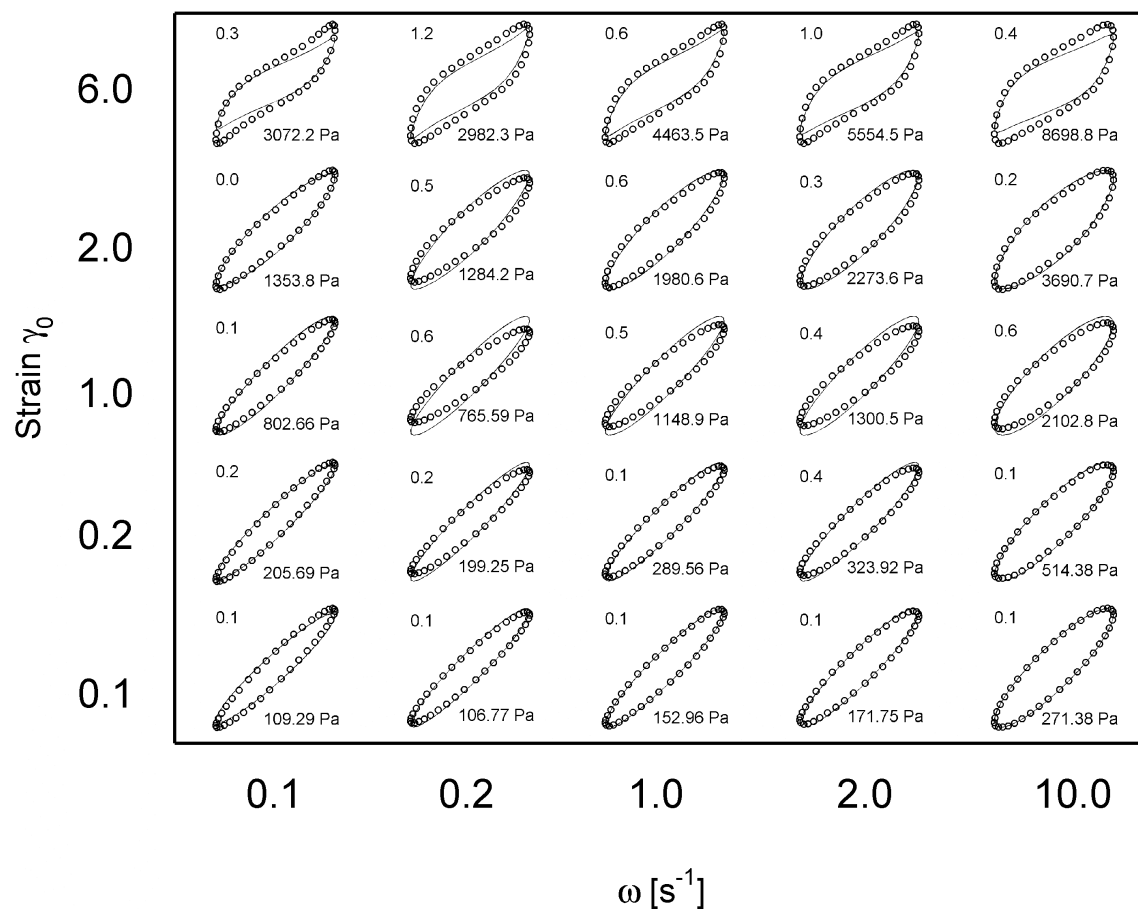 0.3 1.2 0.6 1.0 0.4
6.0
3072.2 Pa 2982.3 Pa 4463.5 Pa 5554.5 Pa 8698.8 Pa
0.0 0.5 0.6 0.3 0.2
2.0
1353.8 Pa 1284.2 Pa 1980.6 Pa 2273.6 Pa 3690.7 Pa
Strain γ0
0.1 0.6 0.5 0.4 0.6
1.0
802.66 Pa 765.59 Pa 1148.9 Pa 1300.5 Pa 2102.8 Pa
0.2 0.2 0.1 0.4 0.1
0.2
205.69 Pa 199.25 Pa 289.56 Pa 323.92 Pa 514.38 Pa
0.1 0.1 0.1 0.1 0.1
0.1
109.29 Pa 106.77 Pa 152.96 Pa 171.75 Pa 271.38 Pa
0.1 0.2 1.0 2.0 10.0
ω [s-1]